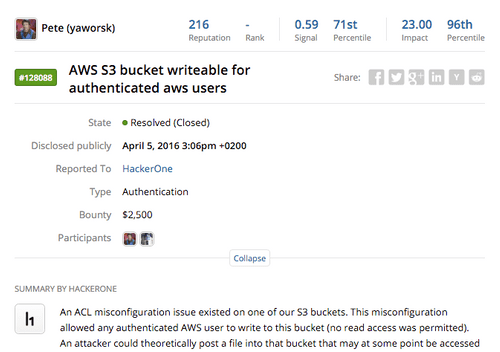 Pete (yaworsk)
216 - 0.59 71st 23.00 96th
Reputation Rank Signal Percentile Impact Percentile
#128088 AWS S3 bucket writeable for
authenticated aws users
Share:
State Resolved (Closed)
Disclosed publicly April 5, 2016 3:06pm +0200
Reported To HackerOne
Type Authentication
Bounty $2,500
Participants
Collapse
SUMMARY BY HACKERONE
h1
An ACL misconfiguration issue existed on one of our S3 buckets. This misconfiguration
allowed any authenticated AWS user to write to this bucket (no read access was permitted).
An attacker could theoretically post a file into that bucket that may at some point be accessed